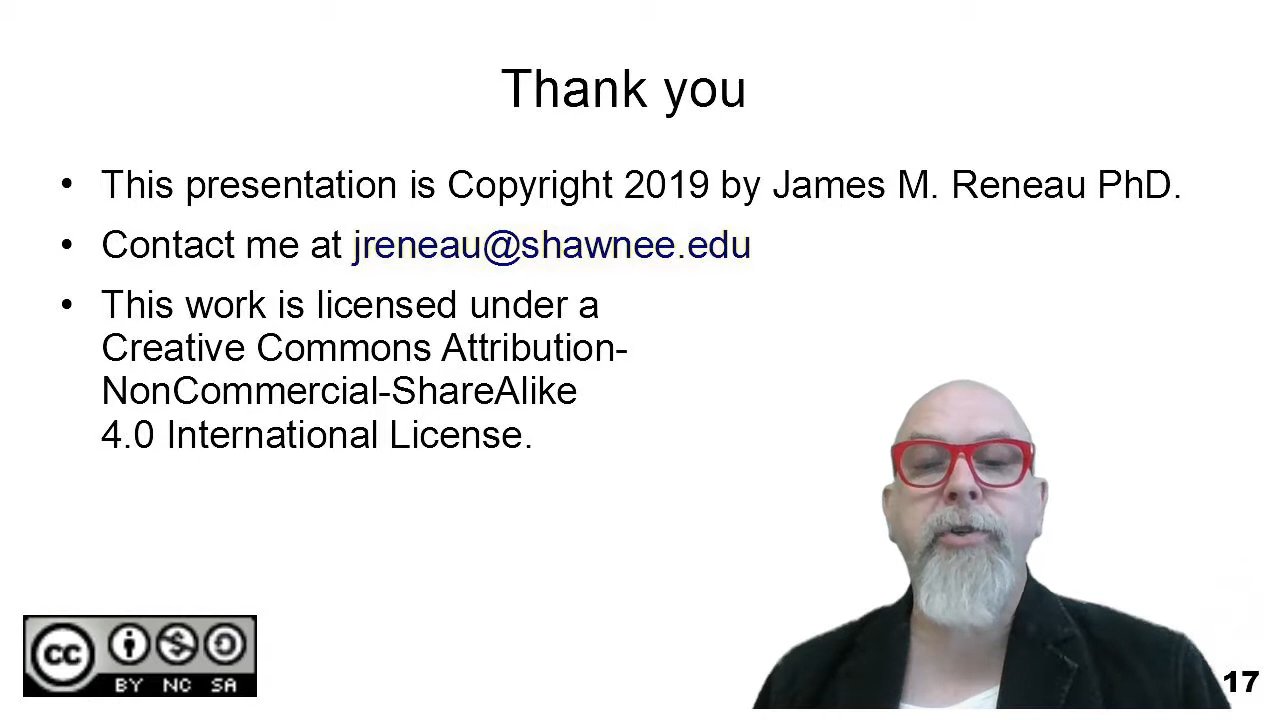 Thank you
• This presentation is Copyright 2019 by James M. Reneau PhD.
• Contact me at jreneau@shawnee.edu
• This work is licensed under a
Creative Commons Attribution-
NonCommercial-ShareAlike
4.0 International License.
cc
BY NC SA
17